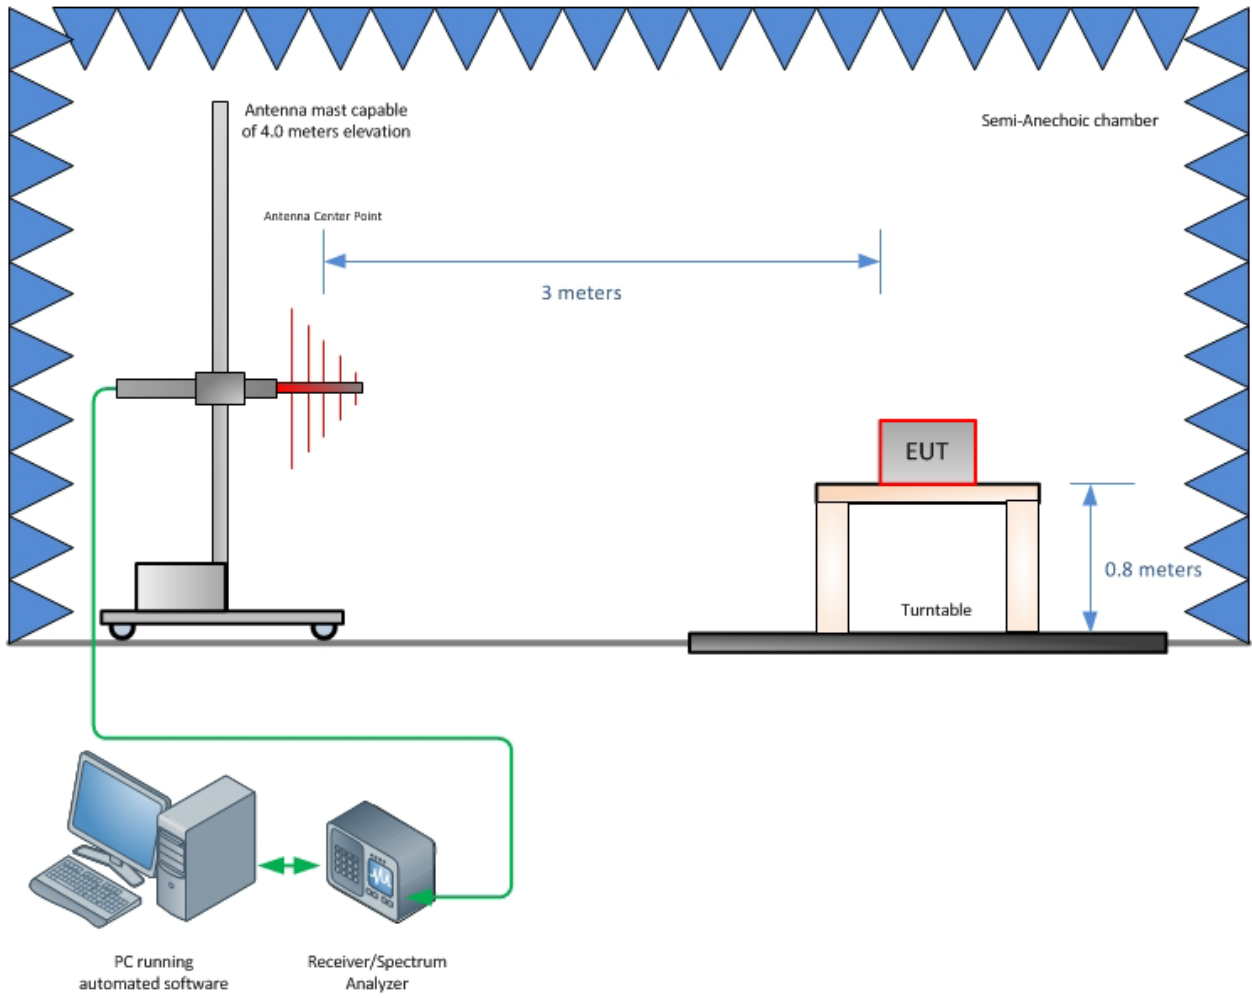 Antenna mast capable
of 4.0 meters elevation
Semi-Anechoic chamber
Antenna Center Point
3 meters
EUT
0.8 meters
Turntable
PC running
automated software
Receiver/Spectrum
Analyzer